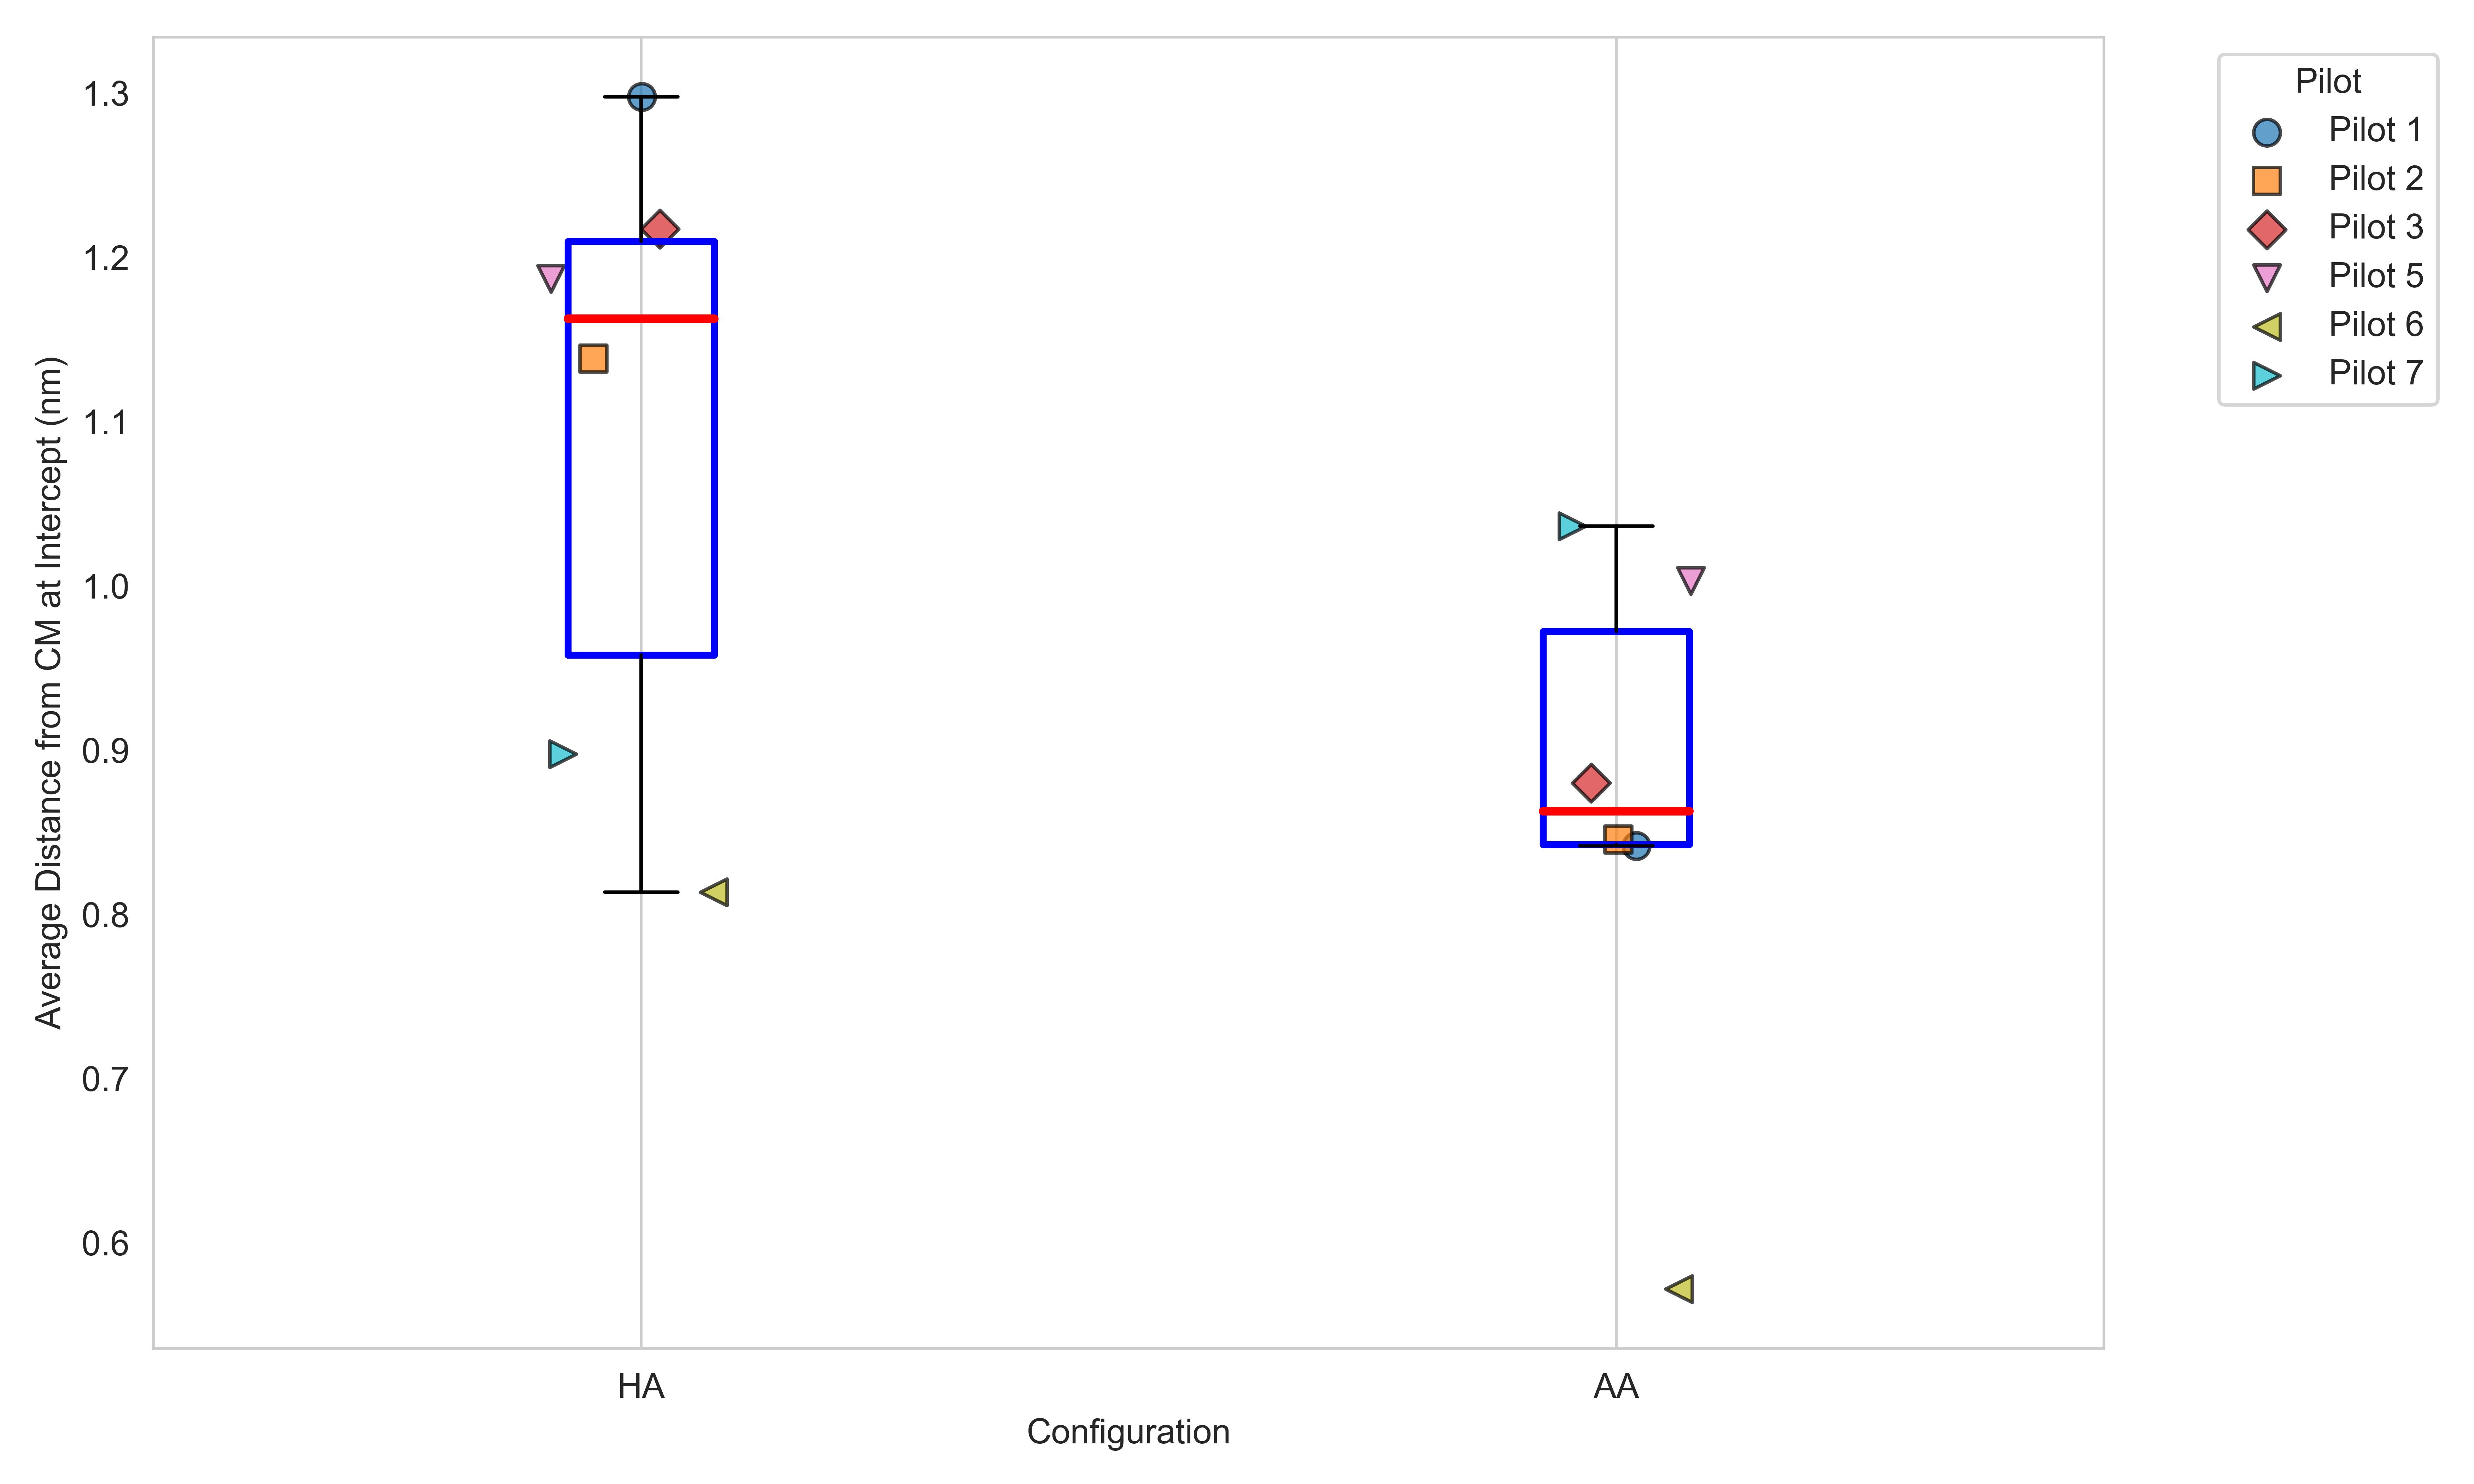 Average Distance from CM at Intercept (nm)
1.3
1.2
1.1
1.0
0.9
0.8
0.7
0.6
HA
AA
Configuration
Pilot
Pilot 1
Pilot 2
Pilot 3
Pilot 5
Pilot 6
Pilot 7